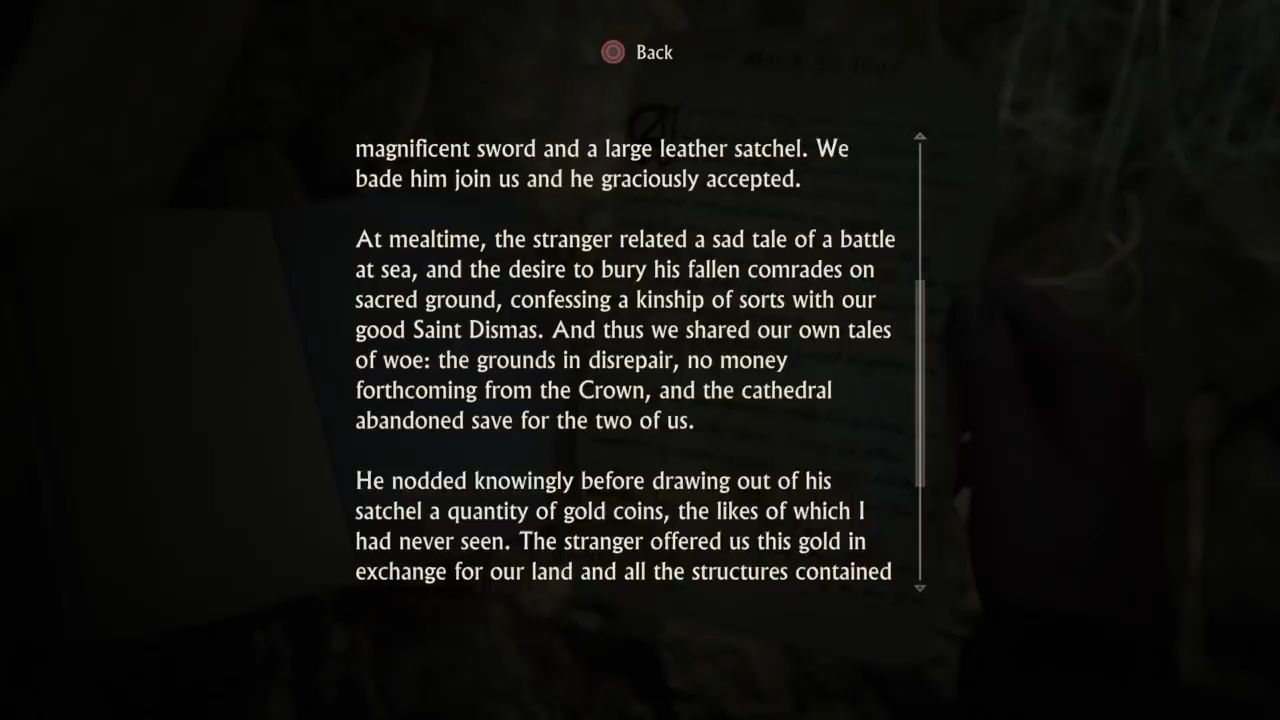 Back
magnificent sword and a large leather satchel. We
bade him join us and he graciously accepted.
At mealtime, the stranger related a sad tale of a battle
at sea, and the desire to bury his fallen comrades on
sacred ground, confessing a kinship of sorts with our
good Saint Dismas. And thus we shared our own tales
of woe: the grounds in disrepair, no money
forthcoming from the Crown, and the cathedral
abandoned save for the two of us.
He nodded knowingly before drawing out of his
satchel a quantity of gold coins, the likes of which I
had never seen. The stranger offered us this gold in
exchange for our land and all the structures contained